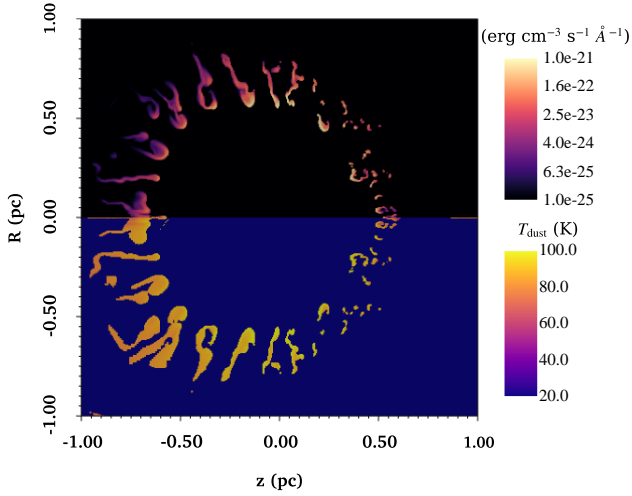 (erg cm⁻³ s⁻¹ Å⁻¹)
1.0e-21
1.6e-22
2.5e-23
4.0e-24
6.3e-25
1.0e-25
T_dust (K)
100.0
80.0
60.0
40.0
20.0
R (pc)
1.00
0.50
0.00
-0.50
-1.00
-1.00 -0.50 0.00 0.50 1.00
z (pc)